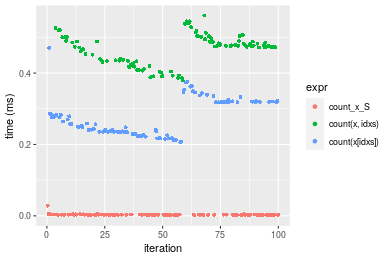 time (ms)
0.4
0.2
0.0
0
25
50
75
100
iteration
expr
count_x_S
count(x, idxs)
count(x[idxs])